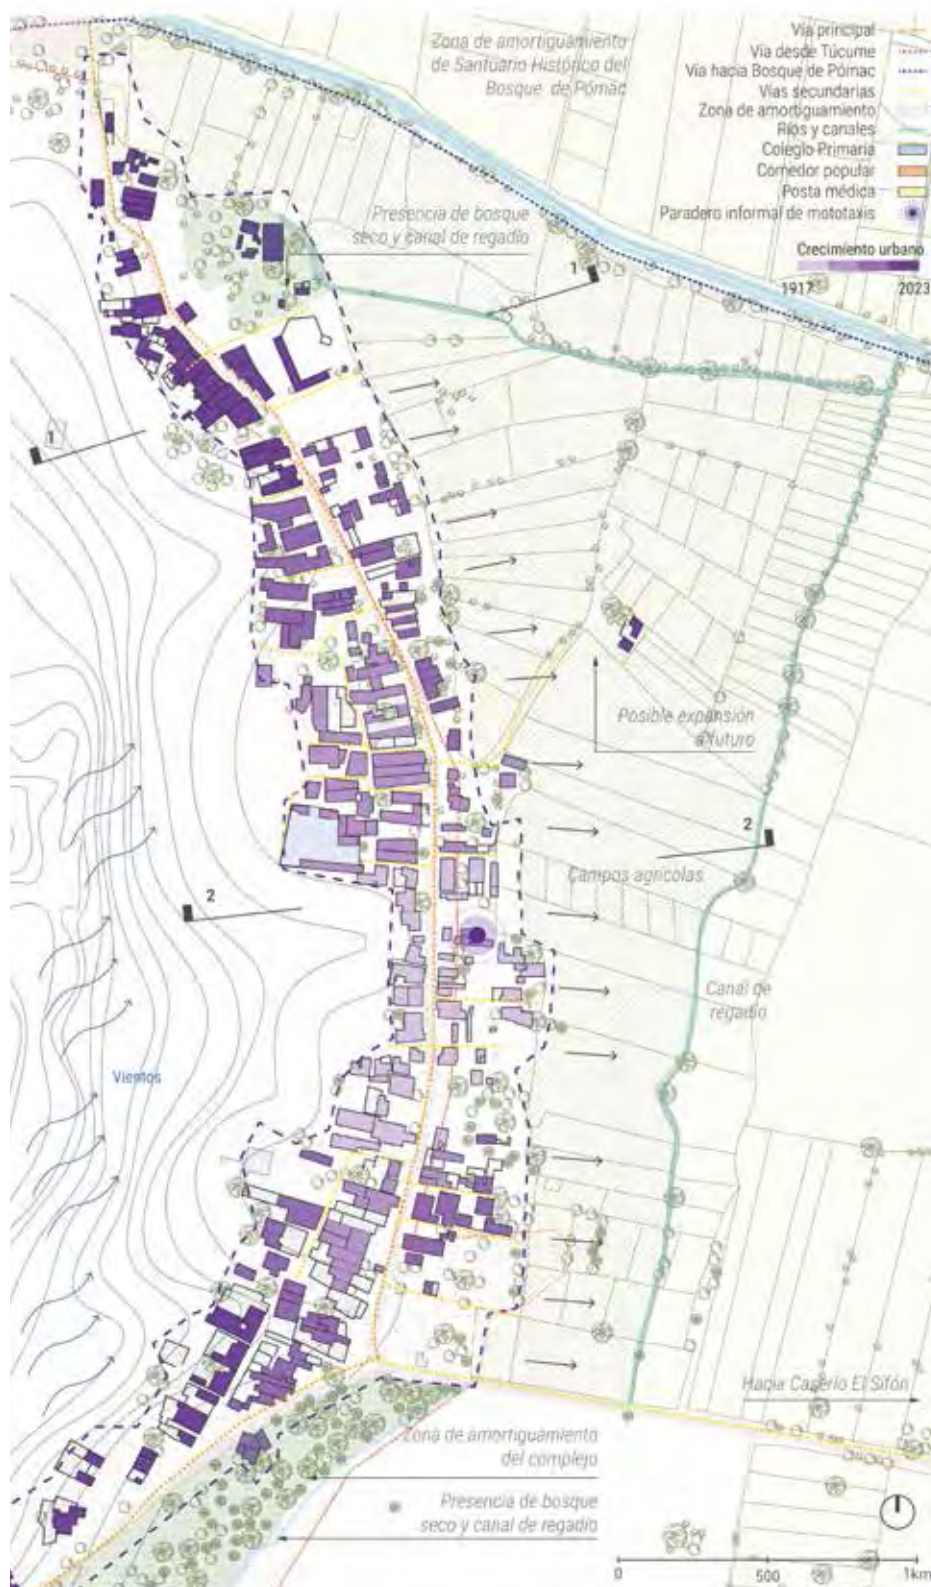 Zona de amortiguamiento
de Santuario Histórico del
Bosque de Pómac
Vía principal
Vía desde Túcume
Vía hacia Bosque de Pómac
Vías secundarias
Zona de amortiguamiento
Ríos y canales
Colegio Primaria
Comedor popular
Posta médica
Paradero informal de mototaxis
Crecimiento urbano
1917 2023
Presencia de bosque
seco y canal de regadío
1
1
Posible expansión
a futuro
2
Campos agrícolas
2
Canal de
regadío
Vientos
Hacia Caserío El Sifón
Zona de amortiguamiento
del complejo
Presencia de bosque
seco y canal de regadío
0 500 1km